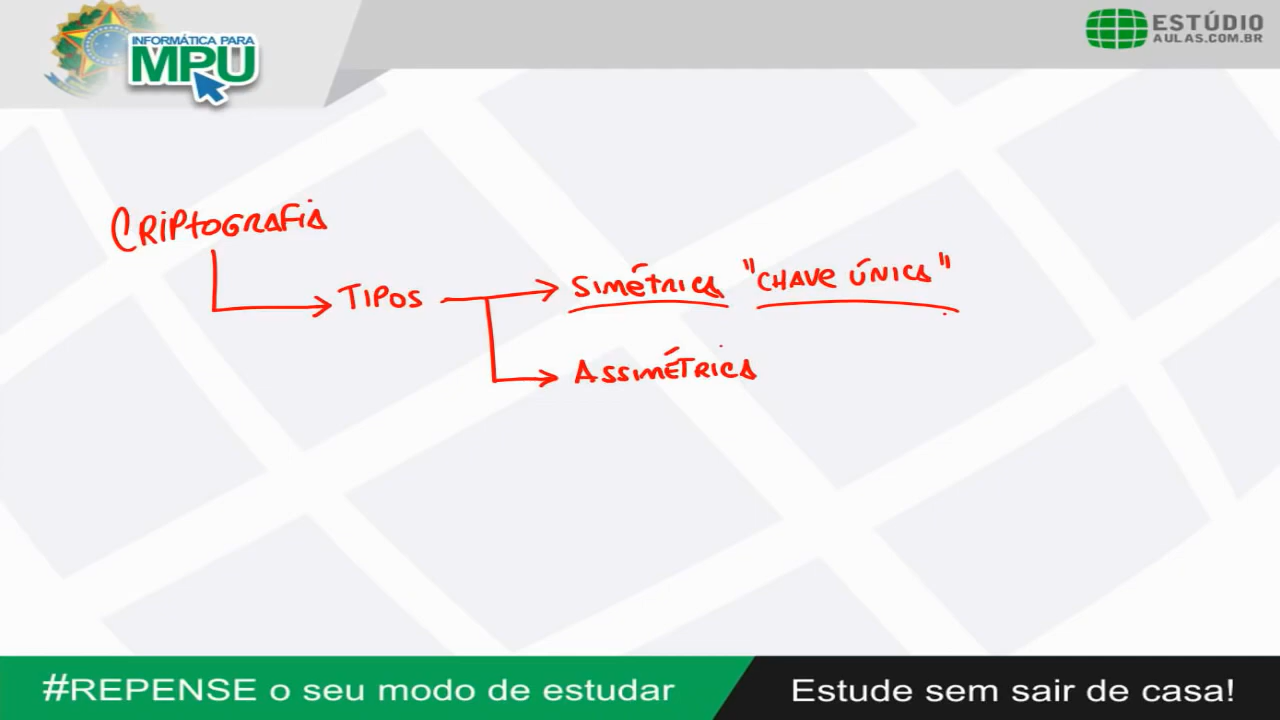 INFORMÁTICA PARA
MPU
ESTÚDIO
AULAS.COM.BR
CRIPTOGRAFIA
TIPOS
SIMÉTRICA "CHAVE ÚNICA"
ASSIMÉTRICA
#REPENSE o seu modo de estudar
Estude sem sair de casa!